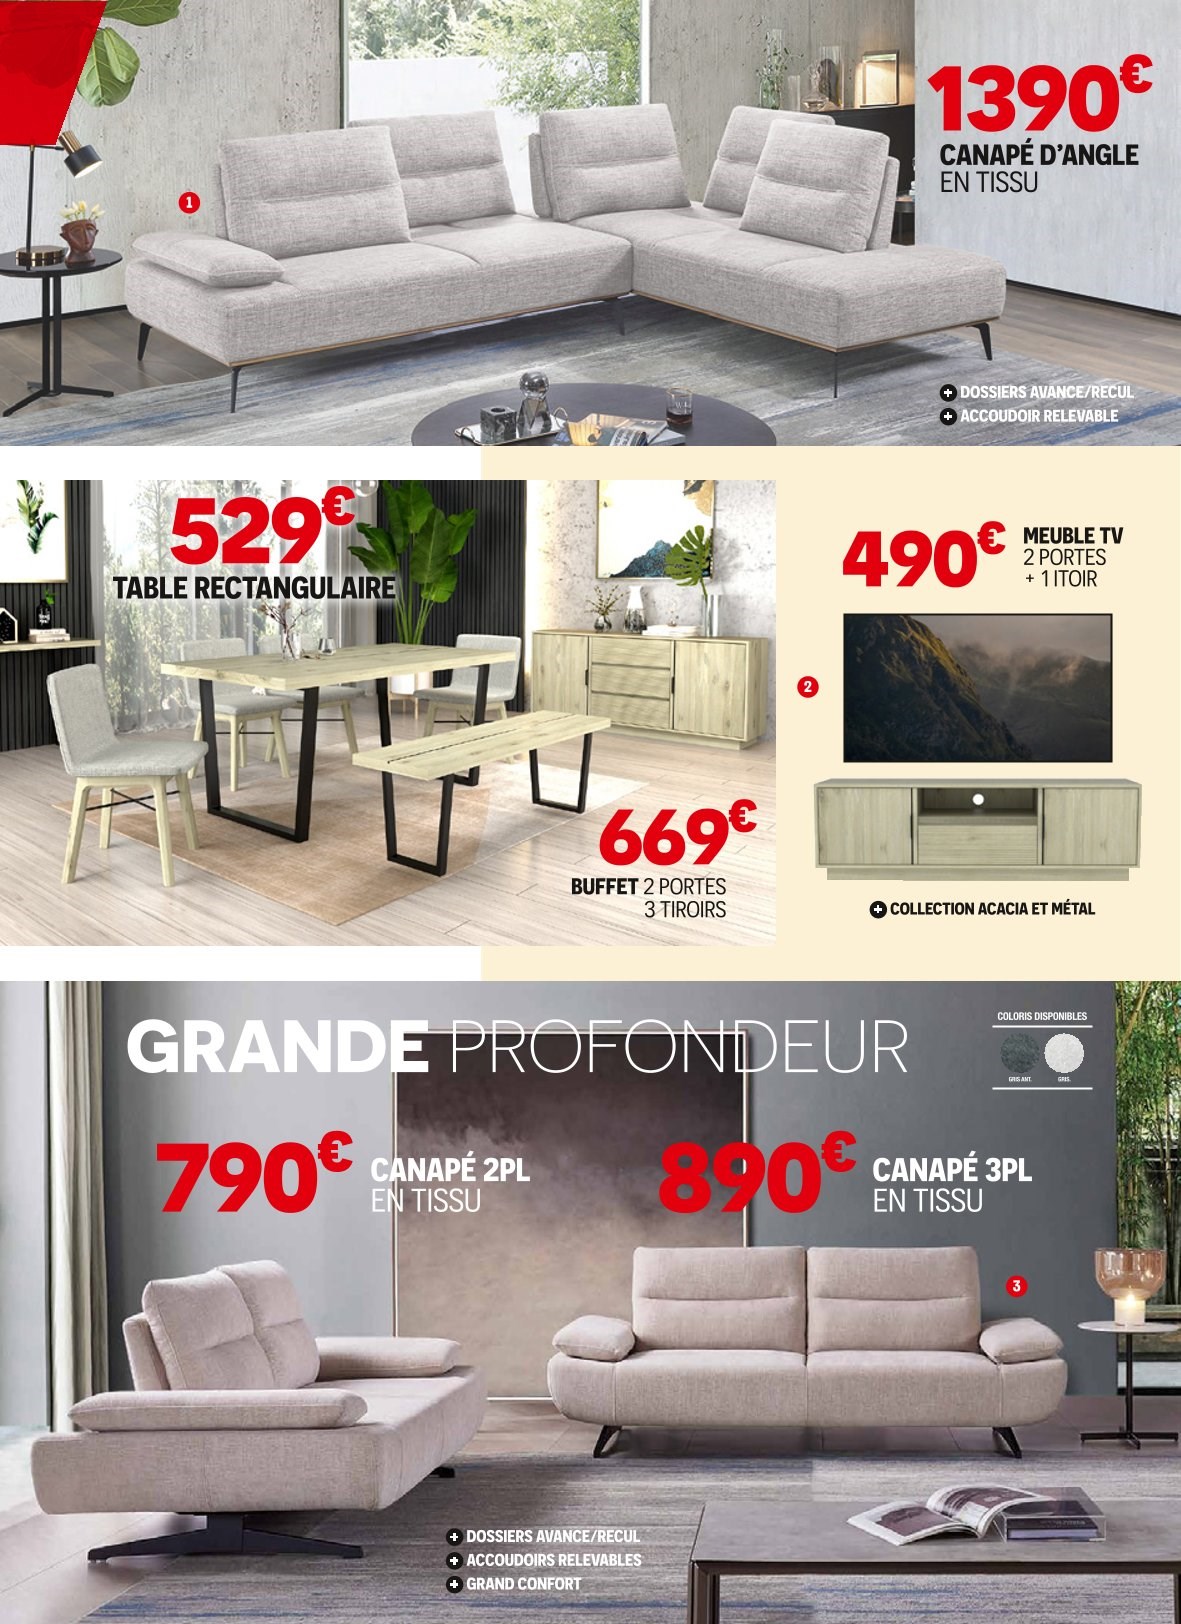 1390€
CANAPÉ D'ANGLE
EN TISSU
1
DOSSIERS AVANCE/RECUL
ACCOUDOIR RELEVABLE
529€
TABLE RECTANGULAIRE
669€
BUFFET 2 PORTES
3 TIROIRS
490€
MEUBLE TV
2 PORTES
+ 1 ITOIR
2
COLLECTION ACACIA ET MÉTAL
GRANDE PROFONDEUR
COLORIS DISPONIBLES
GRIS ANT. GRIS.
790€
CANAPÉ 2PL
EN TISSU
890€
CANAPÉ 3PL
EN TISSU
3
+ DOSSIERS AVANCE/RECUL
+ ACCOUDOIRS RELEVABLES
+ GRAND CONFORT